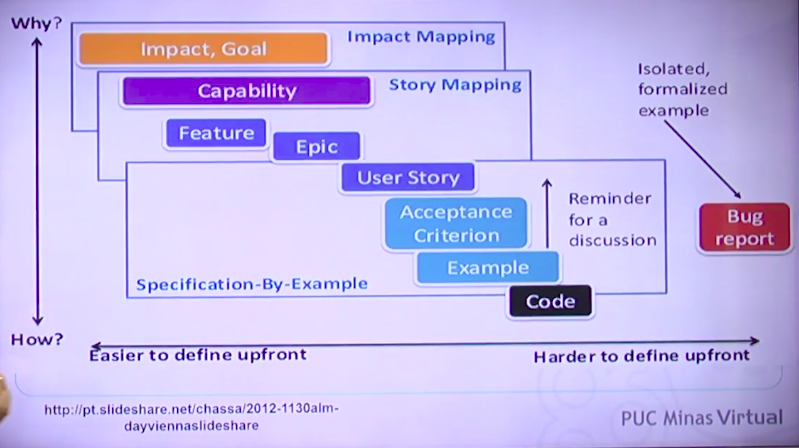 Why?
Impact, Goal
Impact Mapping
Capability
Story Mapping
Isolated,
formalized
example
Feature
Epic
User Story
Acceptance
Criterion
Reminder
for a
discussion
Bug
report
Example
Specification-By-Example
Code
How?
Easier to define upfront
Harder to define upfront
http://pt.slideshare.net/chassa/2012-1130alm-
dayviennaslideshare
PUC Minas Virtual